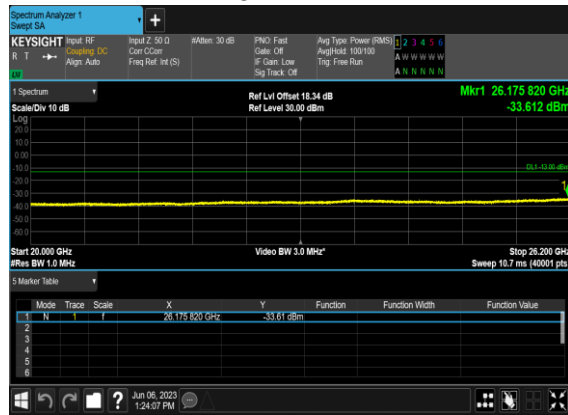 Spectrum Analyzer 1
Swept SA
KEYSIGHT Input: RF Input Z: 50 Ω #Atten: 30 dB PNO: Fast Avg Type: Power (RMS) 1 2 3 4 5 6
R T Coupling: DC Corr CCorr Gate: Off Avg|Hold: 100/100 A W W W W W
Align: Auto Freq Ref: Int (S) IF Gain: Low Trig: Free Run
Sig Track: Off A N N N N N
1 Spectrum Ref Lvl Offset 18.34 dB Mkr1 26.175 820 GHz
Scale/Div 10 dB Ref Level 30.00 dBm -33.612 dBm
Log
20.0
10.0
0.00
-10.0 DL1 -13.00 dBm
-20.0 1
-30.0
-40.0
-50.0
-60.0
Start 20.000 GHz Video BW 3.0 MHz* Stop 26.200 GHz
#Res BW 1.0 MHz Sweep 10.7 ms (40001 pts)
5 Marker Table
Mode Trace Scale X Y Function Function Width Function Value
1 N 1 f 26.175 820 GHz -33.61 dBm
2
3
4
5
6
? Jun 06, 2023
1:24:07 PM